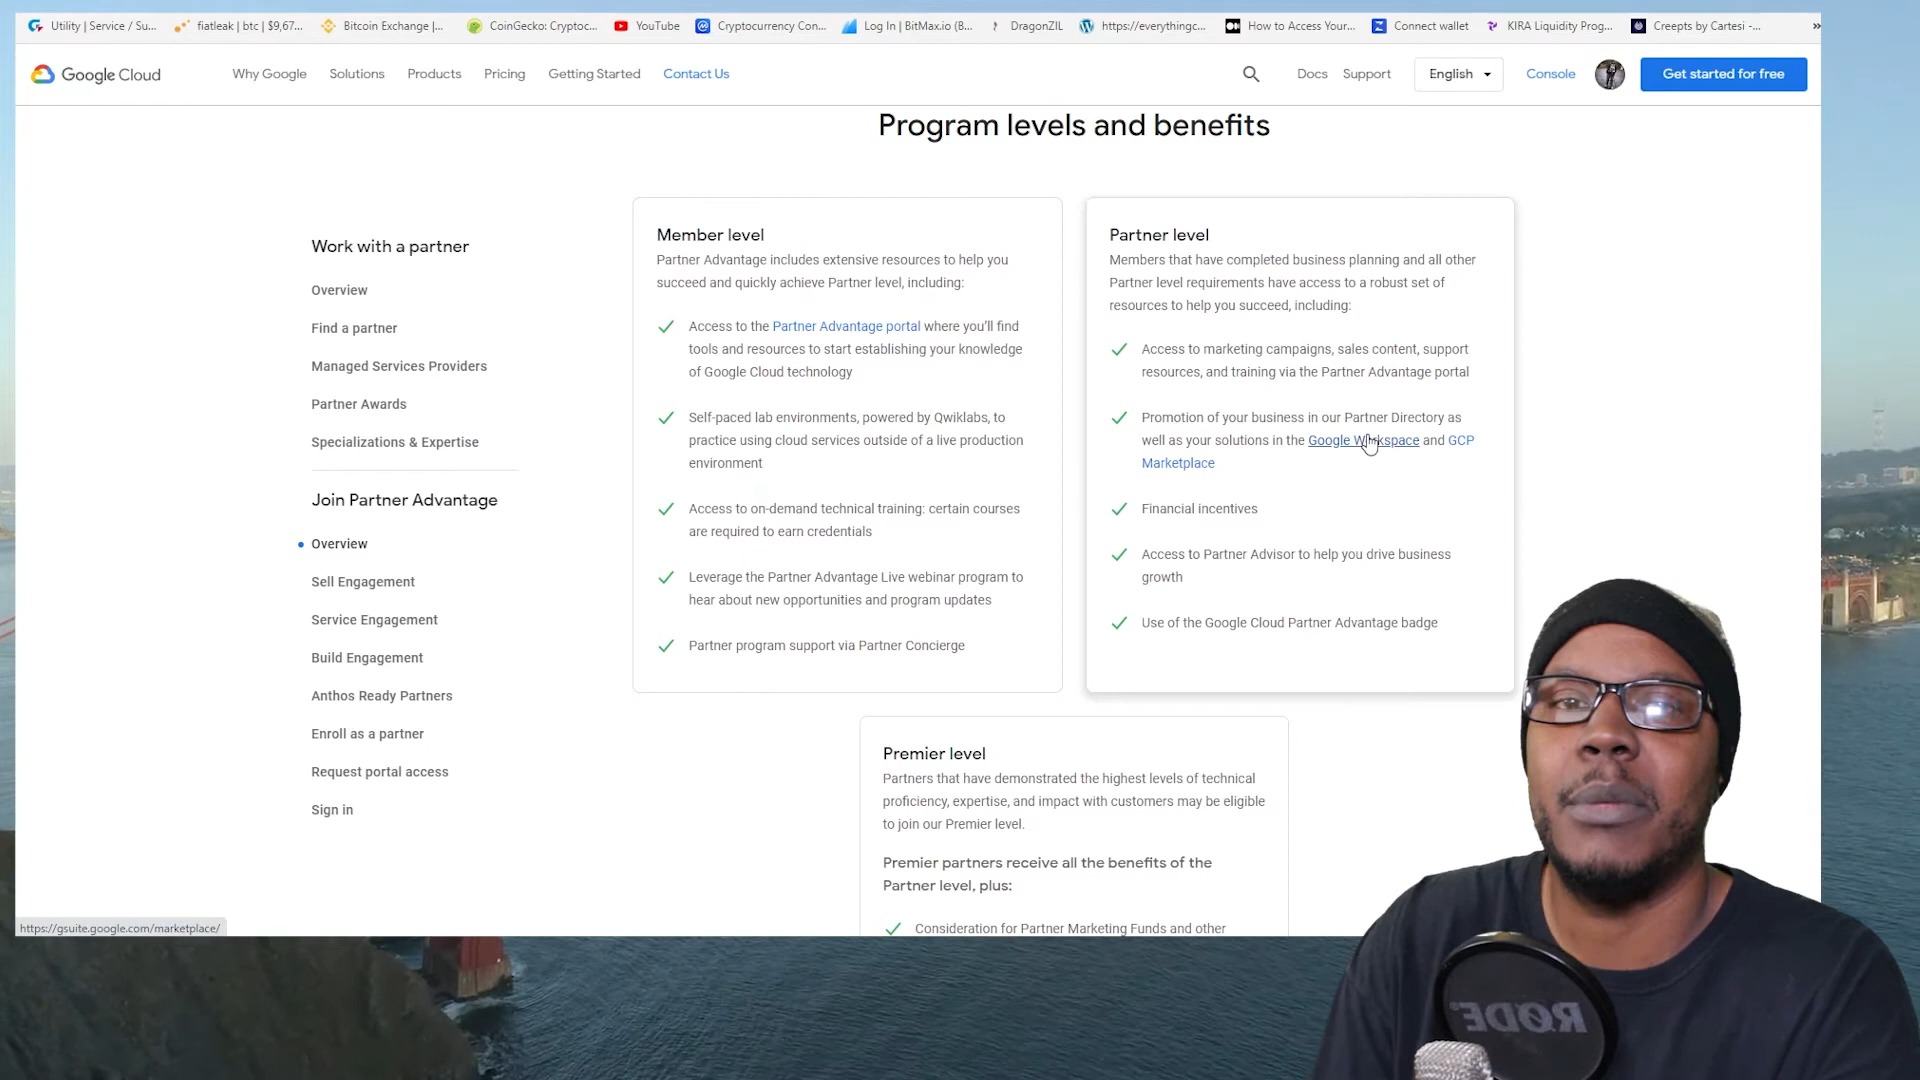 Utility | Service / Su...
fiatleak | btc | $9,67...
Bitcoin Exchange |...
CoinGecko: Cryptoc...
YouTube
Cryptocurrency Con...
Log In | BitMax.io (B...
DragonZIL
https://everythingc...
How to Access Your...
Connect wallet
KIRA Liquidity Prog...
Creepts by Cartesi -...
»
Google Cloud
Why Google
Solutions
Products
Pricing
Getting Started
Contact Us
Docs
Support
English
Console
Get started for free
Program levels and benefits
Work with a partner
Overview
Find a partner
Managed Services Providers
Partner Awards
Specializations & Expertise
Join Partner Advantage
Overview
Sell Engagement
Service Engagement
Build Engagement
Anthos Ready Partners
Enroll as a partner
Request portal access
Sign in
Member level
Partner Advantage includes extensive resources to help you
succeed and quickly achieve Partner level, including:
Access to the Partner Advantage portal where you'll find
tools and resources to start establishing your knowledge
of Google Cloud technology
Self-paced lab environments, powered by Qwiklabs, to
practice using cloud services outside of a live production
environment
Access to on-demand technical training: certain courses
are required to earn credentials
Leverage the Partner Advantage Live webinar program to
hear about new opportunities and program updates
Partner program support via Partner Concierge
Partner level
Members that have completed business planning and all other
Partner level requirements have access to a robust set of
resources to help you succeed, including:
Access to marketing campaigns, sales content, support
resources, and training via the Partner Advantage portal
Promotion of your business in our Partner Directory as
well as your solutions in the Google Workspace and GCP
Marketplace
Financial incentives
Access to Partner Advisor to help you drive business
growth
Use of the Google Cloud Partner Advantage badge
Premier level
Partners that have demonstrated the highest levels of technical
proficiency, expertise, and impact with customers may be eligible
to join our Premier level.
Premier partners receive all the benefits of the
Partner level, plus:
Consideration for Partner Marketing Funds and other
https://gsuite.google.com/marketplace/
RØDE